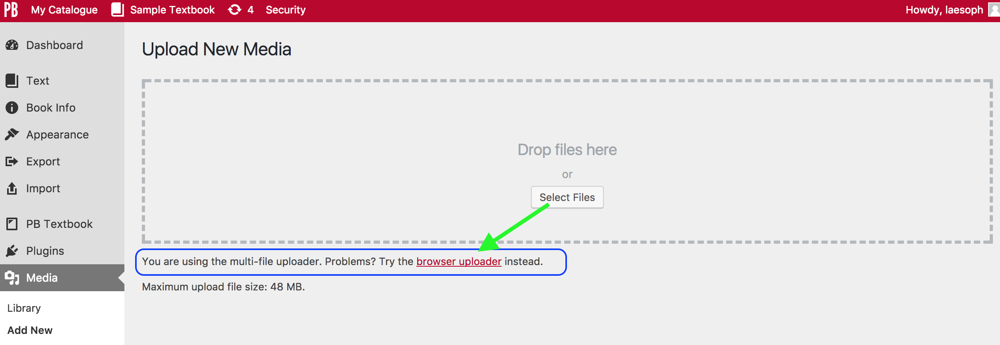 PB My Catalogue Sample Textbook 4 Security Howdy, laesoph
Dashboard
Text
Book Info
Appearance
Export
Import
PB Textbook
Plugins
Media
Library
Add New
Upload New Media
Drop files here
or
Select Files
You are using the multi-file uploader. Problems? Try the browser uploader instead.
Maximum upload file size: 48 MB.